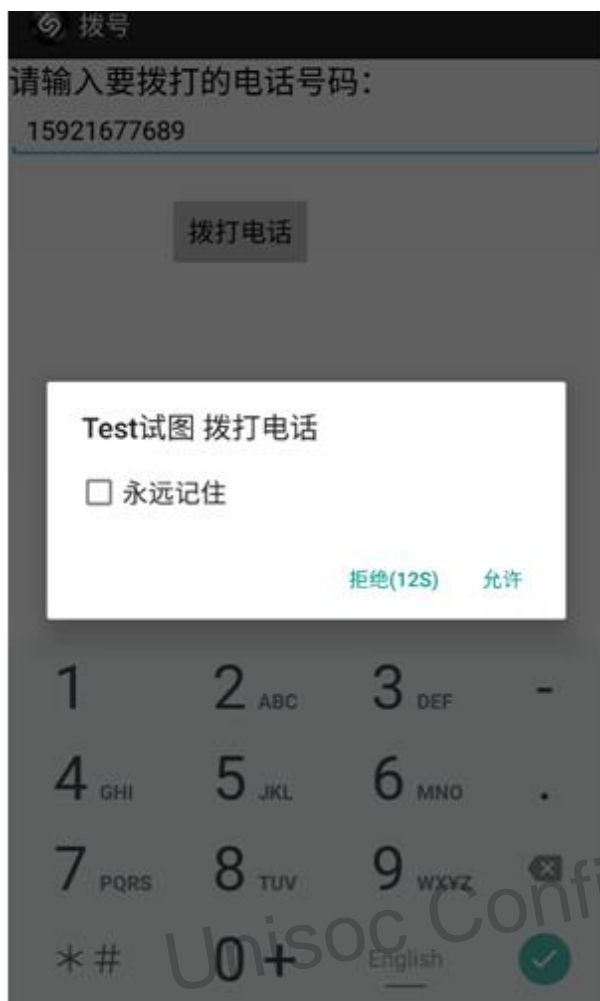 拨号
请输入要拨打的电话号码：
15921677689
拨打电话
Test试图 拨打电话
永远记住
拒绝(12S) 允许
1 2 ABC 3 DEF -
4 GHI 5 JKL 6 MNO .
7 PQRS 8 TUV 9 WXYZ
*# 0 + English
Unisoc Confi